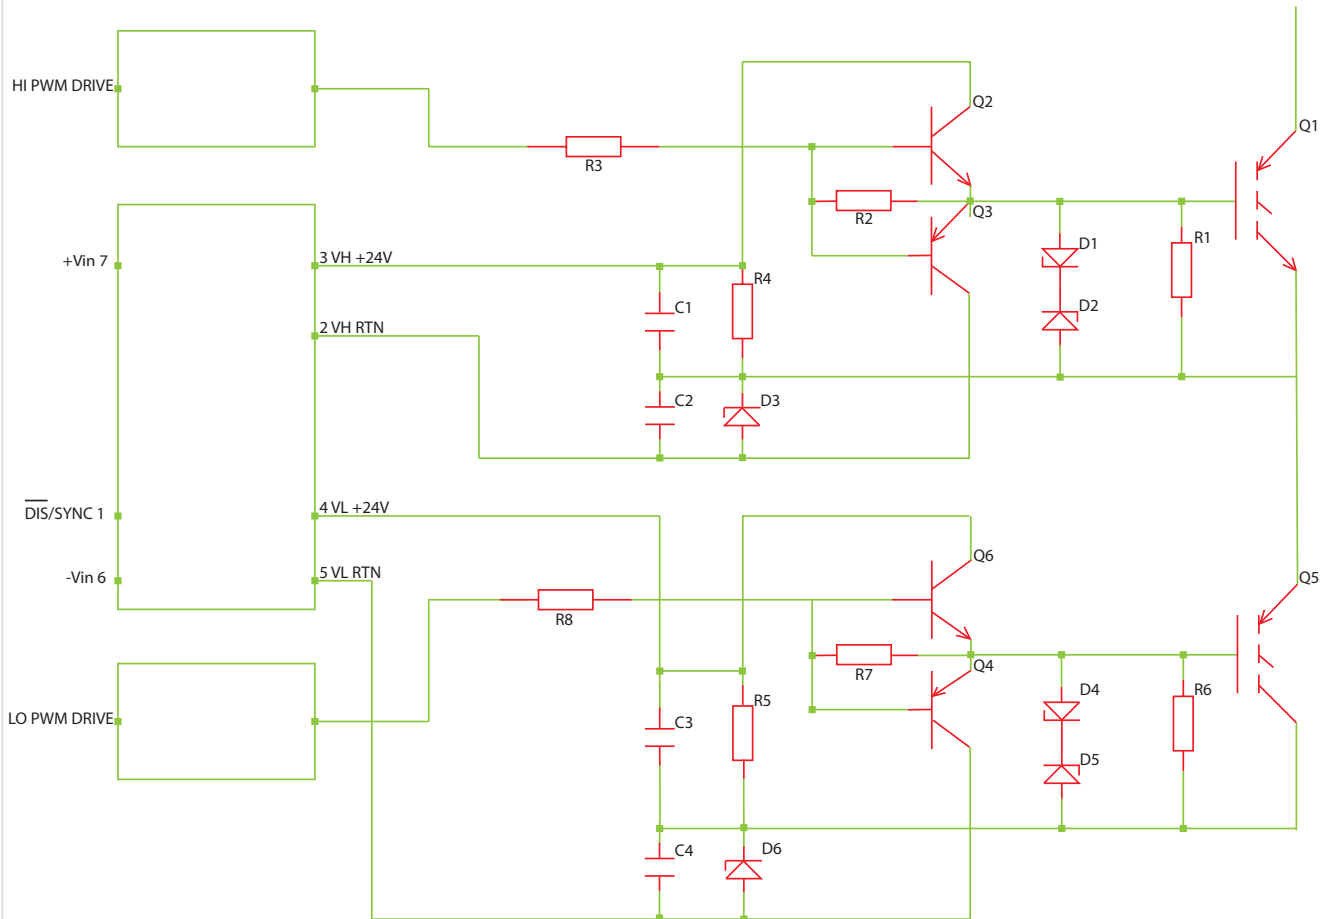 HI PWM DRIVE
R3
Q2
Q1
R2
Q3
+Vin 7
3 VH +24V
2 VH RTN
R4
C1
D1
R1
D2
C2
D3
DIS/SYNC 1
4 VL +24V
-Vin 6
5 VL RTN
R8
Q6
Q5
R7
Q4
LO PWM DRIVE
R5
C3
D4
R6
D5
C4
D6